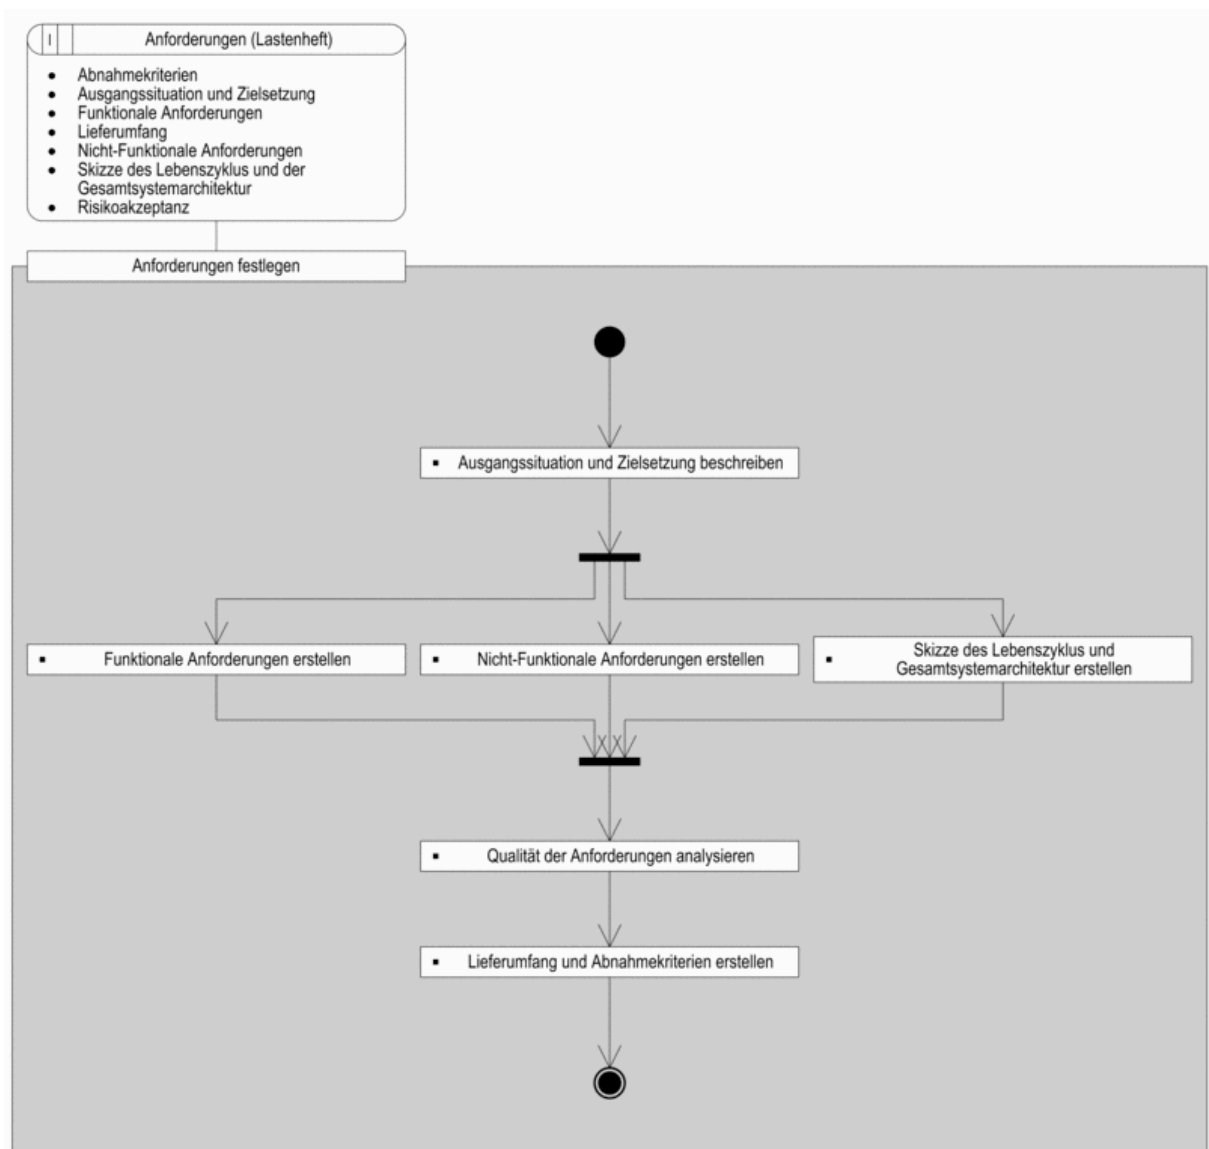 I Anforderungen (Lastenheft)
• Abnahmekriterien
• Ausgangssituation und Zielsetzung
• Funktionale Anforderungen
• Lieferumfang
• Nicht-Funktionale Anforderungen
• Skizze des Lebenszyklus und der
Gesamtsystemarchitektur
• Risikoakzeptanz
Anforderungen festlegen
▪ Ausgangssituation und Zielsetzung beschreiben
▪ Funktionale Anforderungen erstellen
▪ Nicht-Funktionale Anforderungen erstellen
▪ Skizze des Lebenszyklus und
Gesamtsystemarchitektur erstellen
▪ Qualität der Anforderungen analysieren
▪ Lieferumfang und Abnahmekriterien erstellen